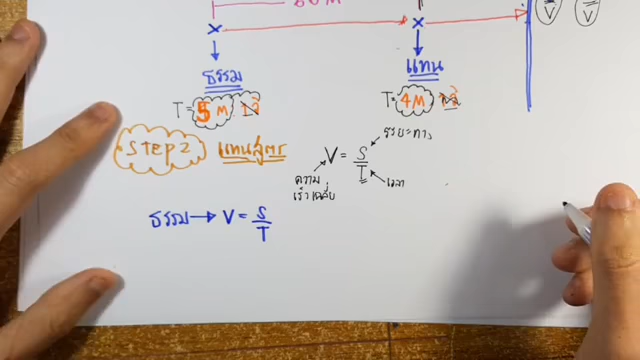 V V
× ×
ธรรม แทน
T = 5 M วิ T = 4 M วิ
STEP 2 แทนสูตร
V = S/T
ระยะทาง
ความ
เร็วเฉลี่ย
เวลา
ธรรม → V = S/T